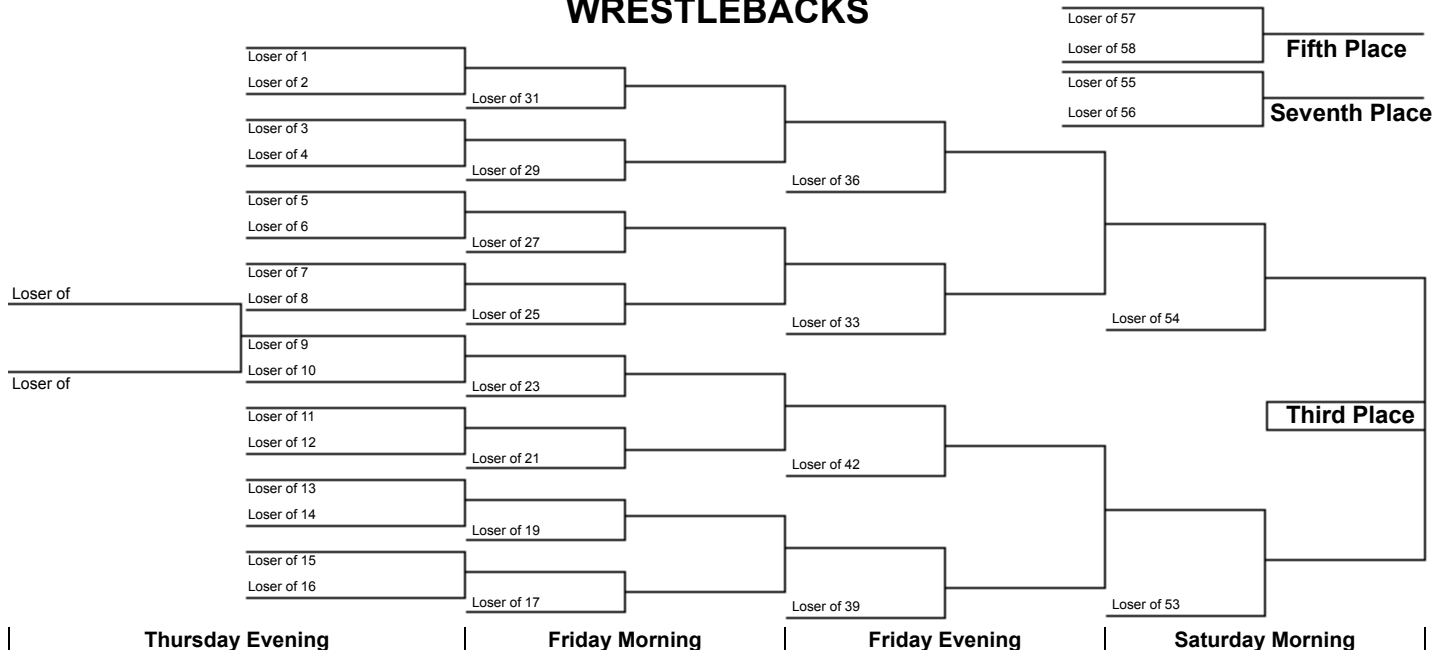 WRESTLEBACKS
Loser of 57
Loser of 58
Fifth Place
Loser of 55
Loser of 56
Seventh Place
Loser of
Loser of
Loser of 1
Loser of 2
Loser of 3
Loser of 4
Loser of 5
Loser of 6
Loser of 7
Loser of 8
Loser of 9
Loser of 10
Loser of 11
Loser of 12
Loser of 13
Loser of 14
Loser of 15
Loser of 16
Loser of 31
Loser of 29
Loser of 27
Loser of 25
Loser of 23
Loser of 21
Loser of 19
Loser of 17
Loser of 36
Loser of 33
Loser of 42
Loser of 39
Loser of 54
Loser of 53
Third Place
Thursday Evening
Friday Morning
Friday Evening
Saturday Morning